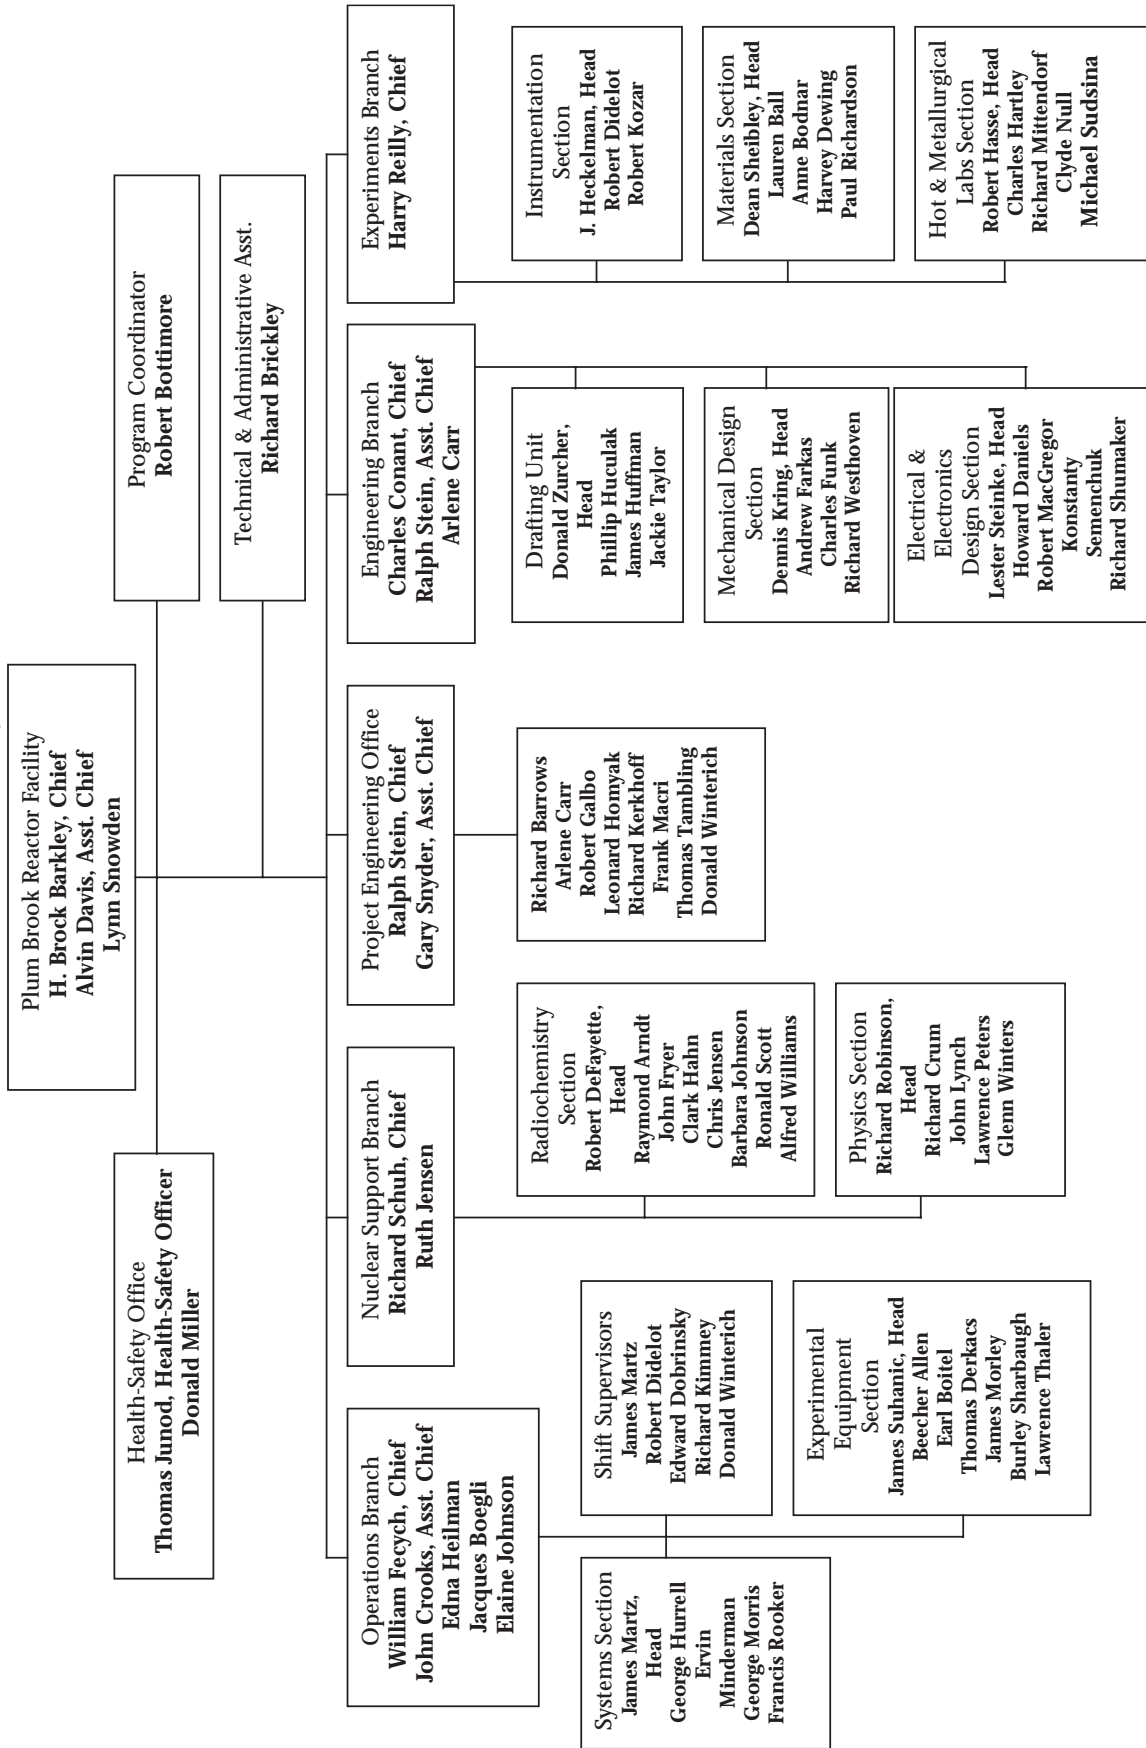 Plum Brook Reactor Facility
H. Brock Barkley, Chief
Alvin Davis, Asst. Chief
Lynn Snowden
Health-Safety Office
Thomas Junod, Health-Safety Officer
Donald Miller
Program Coordinator
Robert Bottimore
Technical & Administrative Asst.
Richard Brickley
Operations Branch
William Fecych, Chief
John Crooks, Asst. Chief
Edna Heilman
Jacques Boegli
Elaine Johnson
Nuclear Support Branch
Richard Schuh, Chief
Ruth Jensen
Project Engineering Office
Ralph Stein, Chief
Gary Snyder, Asst. Chief
Engineering Branch
Charles Conant, Chief
Ralph Stein, Asst. Chief
Arlene Carr
Experiments Branch
Harry Reilly, Chief
Systems Section
James Martz,
Head
George Hurrell
Ervin
Minderman
George Morris
Francis Rooker
Shift Supervisors
James Martz
Robert Didelot
Edward Dobrinsky
Richard Kimmey
Donald Winterich
Experimental
Equipment
Section
James Suhanic, Head
Beecher Allen
Earl Boitel
Thomas Derkacs
James Morley
Burley Sharbaugh
Lawrence Thaler
Radiochemistry
Section
Robert DeFayette,
Head
Raymond Arndt
John Fryer
Clark Hahn
Chris Jensen
Barbara Johnson
Ronald Scott
Alfred Williams
Physics Section
Richard Robinson,
Head
Richard Crum
John Lynch
Lawrence Peters
Glenn Winters
Richard Barrows
Arlene Carr
Robert Galbo
Leonard Homyak
Richard Kerkhoff
Frank Macri
Thomas Tambling
Donald Winterich
Drafting Unit
Donald Zurcher,
Head
Phillip Huculak
James Huffman
Jackie Taylor
Mechanical Design
Section
Dennis Kring, Head
Andrew Farkas
Charles Funk
Richard Westhoven
Electrical &
Electronics
Design Section
Lester Steinke, Head
Howard Daniels
Robert MacGregor
Konstanty
Semenchuk
Richard Shumaker
Instrumentation
Section
J. Heckelman, Head
Robert Didelot
Robert Kozar
Materials Section
Dean Sheibley, Head
Lauren Ball
Anne Bodnar
Harvey Dewing
Paul Richardson
Hot & Metallurgical
Labs Section
Robert Hasse, Head
Charles Hartley
Richard Mittendorf
Clyde Null
Michael Sudsina